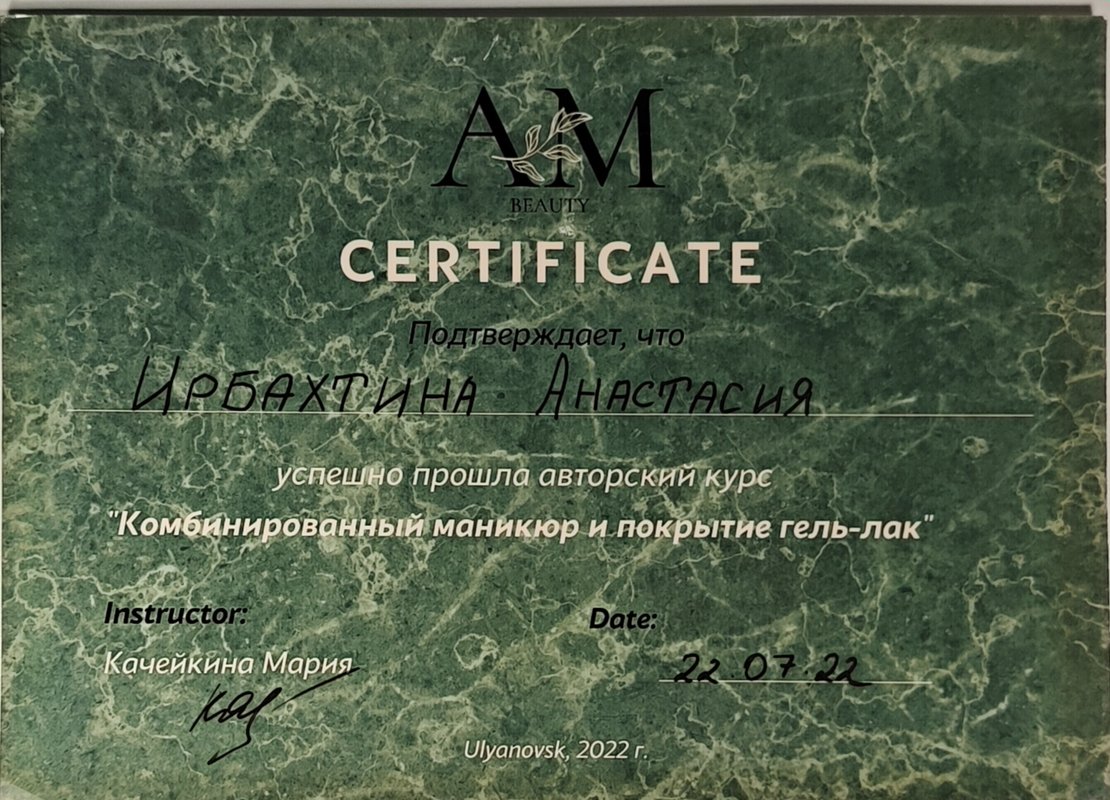 AM
BEAUTY
CERTIFICATE
Подтверждает, что
Ирбахтина Анастасия
успешно прошла авторский курс
"Комбинированный маникюр и покрытие гель-лак"
Instructor: Date:
Качейкина Мария 22.07.22
Ulyanovsk, 2022 г.